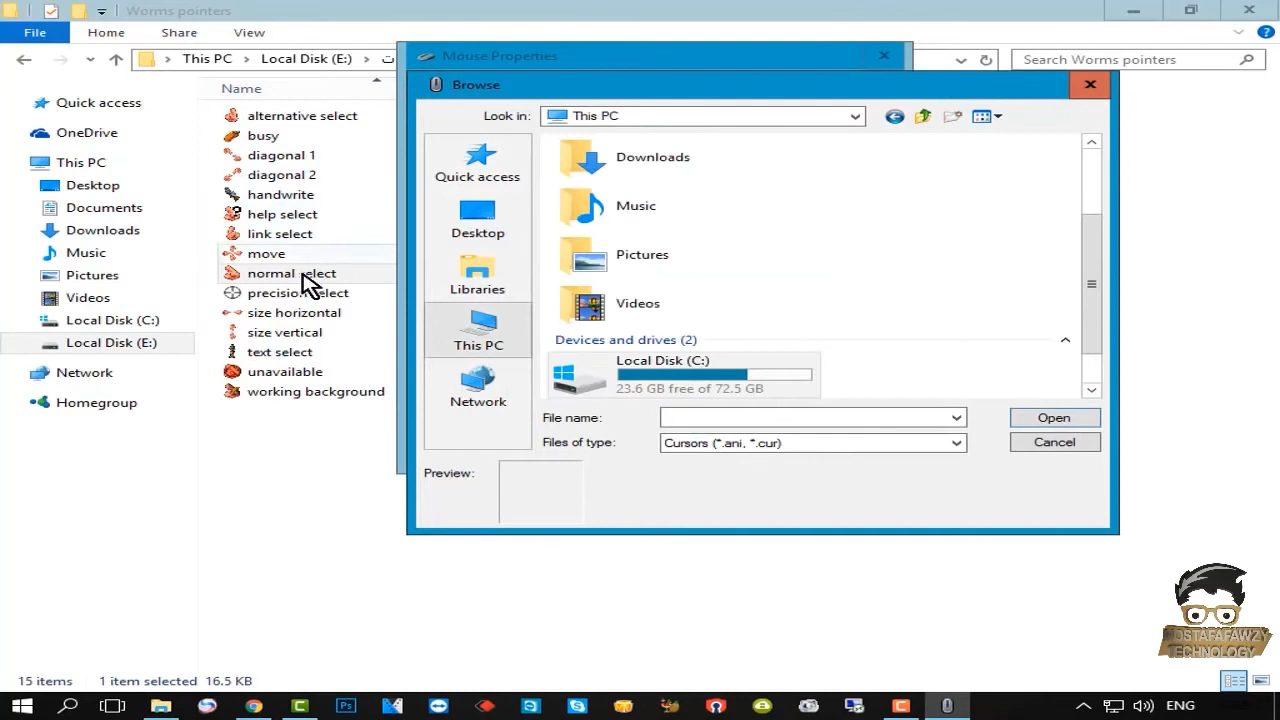 Worms pointers
File
Home
Share
View
This PC
Local Disk (E:)
Search Worms pointers
Quick access
OneDrive
This PC
Desktop
Documents
Downloads
Music
Pictures
Videos
Local Disk (C:)
Local Disk (E:)
Network
Homegroup
Name
alternative select
busy
diagonal 1
diagonal 2
handwrite
help select
link select
move
normal select
size horizontal
size vertical
text select
unavailable
working background
Mouse Properties
Browse
Look in:
This PC
Quick access
Desktop
Libraries
This PC
Network
Downloads
Music
Pictures
Videos
Devices and drives (2)
Local Disk (C:)
23.6 GB free of 72.5 GB
File name:
Open
Files of type:
Cursors (*.ani, *.cur)
Cancel
Preview:
15 items
1 item selected
16.5 KB
OSTAFAFAWZY
TECHNOLOGY
Ps
ENG